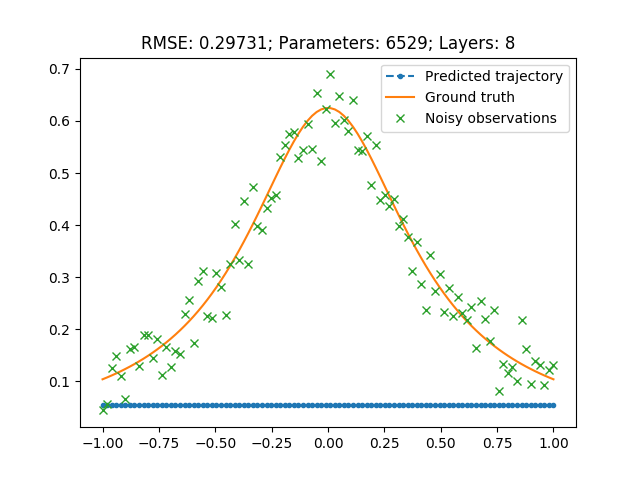 RMSE: 0.29731; Parameters: 6529; Layers: 8
0.7
0.6
0.5
0.4
0.3
0.2
0.1
Predicted trajectory
Ground truth
Noisy observations
−1.00 −0.75 −0.50 −0.25 0.00 0.25 0.50 0.75 1.00